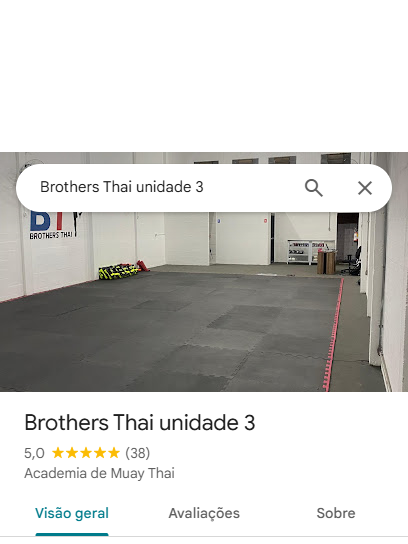 Brothers Thai unidade 3
BT
BROTHERS THAI
Brothers Thai unidade 3
5,0 ★★★★★ (38)
Academia de Muay Thai
Visão geral Avaliações Sobre